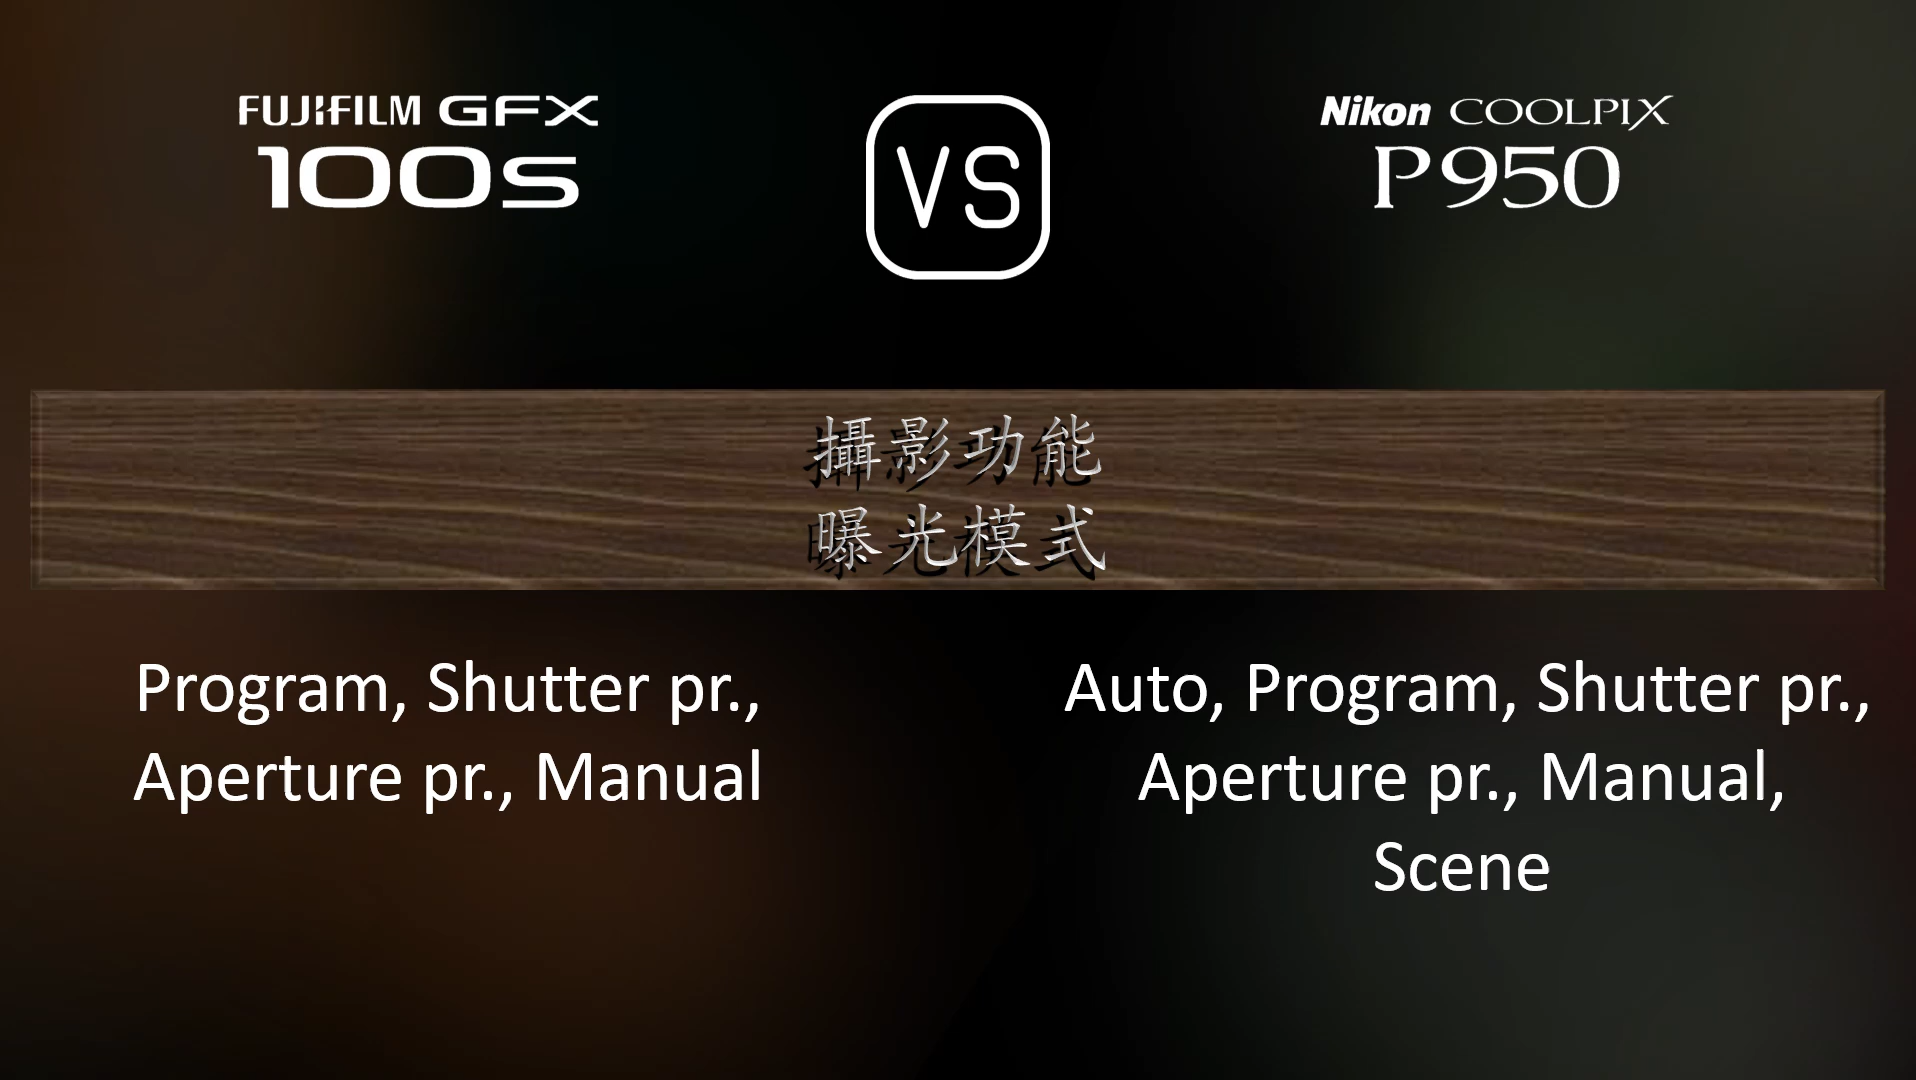 FUJIFILM GFX
100S
VS
Nikon COOLPIX
P950
攝影功能
曝光模式
Program, Shutter pr.,
Aperture pr., Manual
Auto, Program, Shutter pr.,
Aperture pr., Manual,
Scene